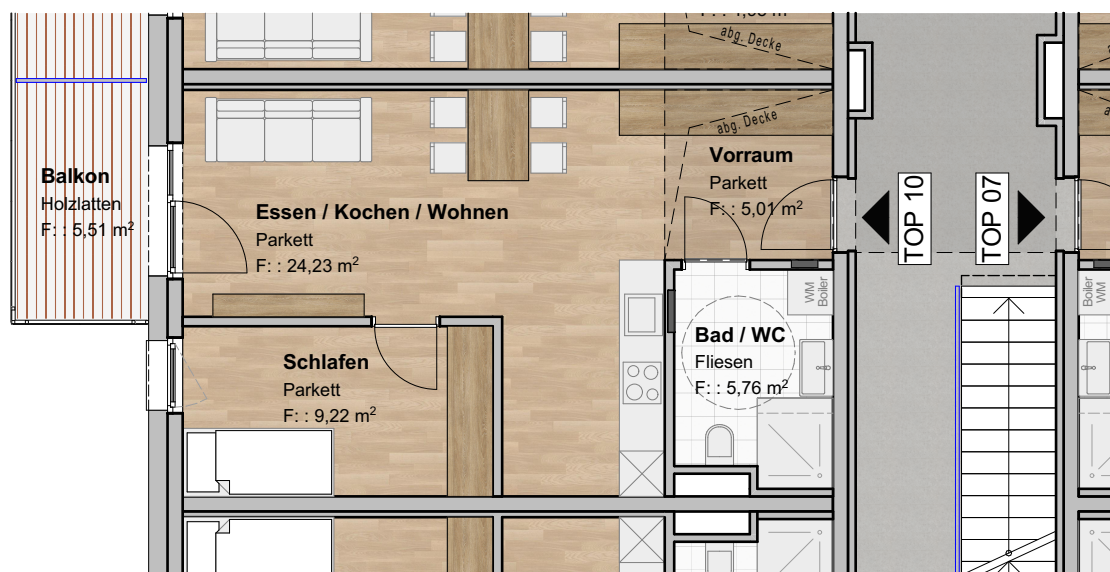 abg. Decke
abg. Decke
Balkon
Holzlatten
F: : 5,51 m²
Essen / Kochen / Wohnen
Parkett
F: : 24,23 m²
Vorraum
Parkett
F: : 5,01 m²
TOP 10
TOP 07
WM
Boiler
Boiler
WM
Bad / WC
Fliesen
F: : 5,76 m²
Schlafen
Parkett
F: : 9,22 m²